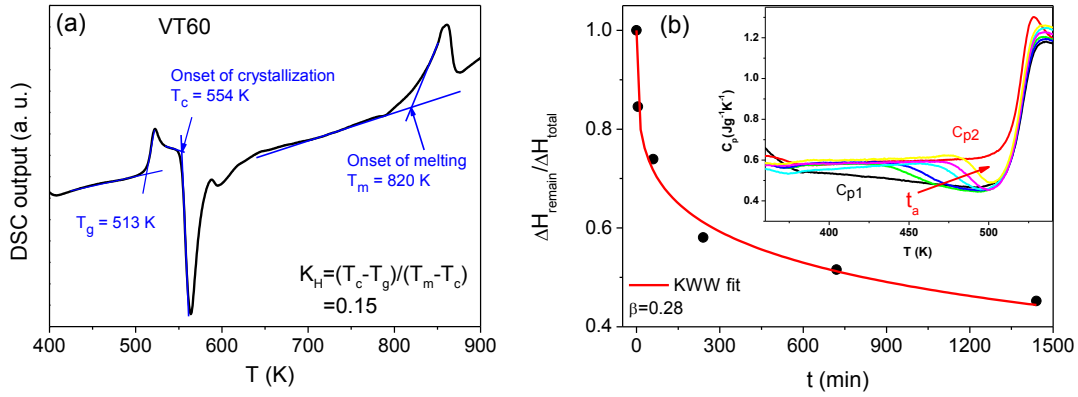 (a)
VT60
Onset of crystallization
T_c = 554 K
Onset of melting
T_m = 820 K
T_g = 513 K
K_H=(T_c-T_g)/(T_m-T_c)
=0.15
DSC output (a. u.)
400 500 600 700 800 900
T (K)
(b)
1.0
0.8
0.6
0.4
ΔH_remain/ΔH_total
KWW fit
β=0.28
0 300 600 900 1200 1500
t (min)
C_p (Jg⁻¹K⁻¹)
1.2
1.0
0.8
0.6
0.4
C_p2
C_p1
t_a
400 450 500
T (K)